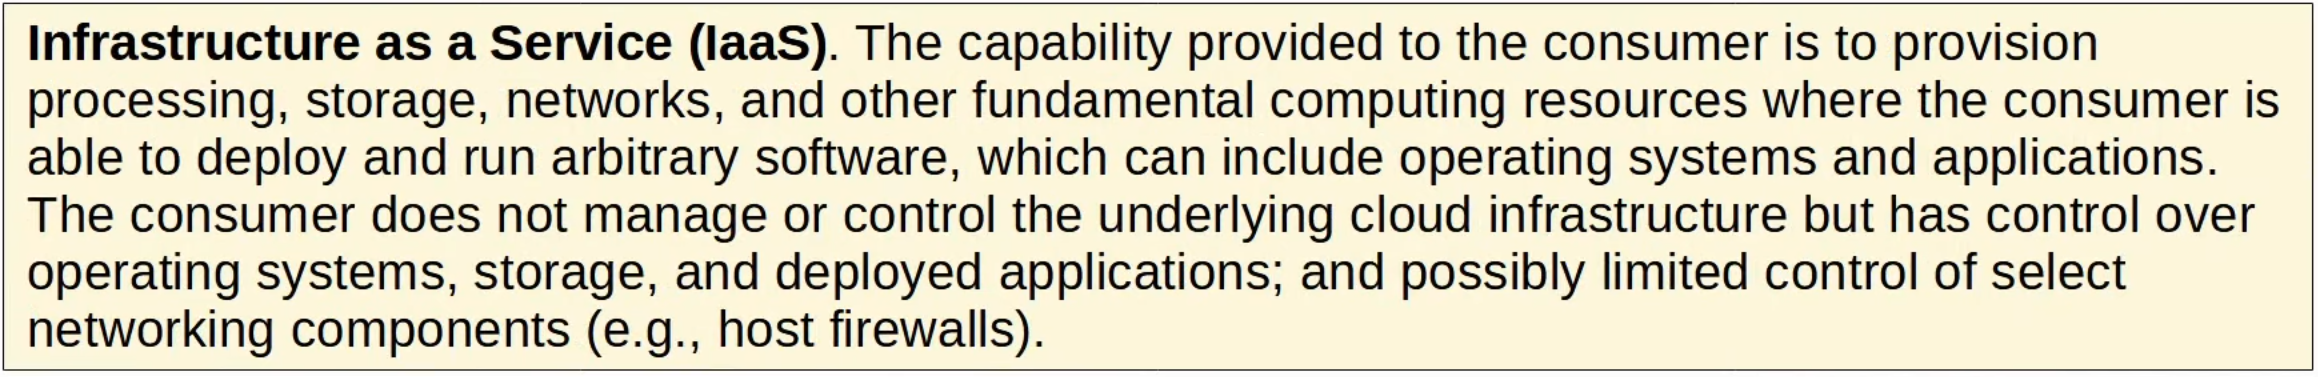 Infrastructure as a Service (IaaS). The capability provided to the consumer is to provision
processing, storage, networks, and other fundamental computing resources where the consumer is
able to deploy and run arbitrary software, which can include operating systems and applications.
The consumer does not manage or control the underlying cloud infrastructure but has control over
operating systems, storage, and deployed applications; and possibly limited control of select
networking components (e.g., host firewalls).